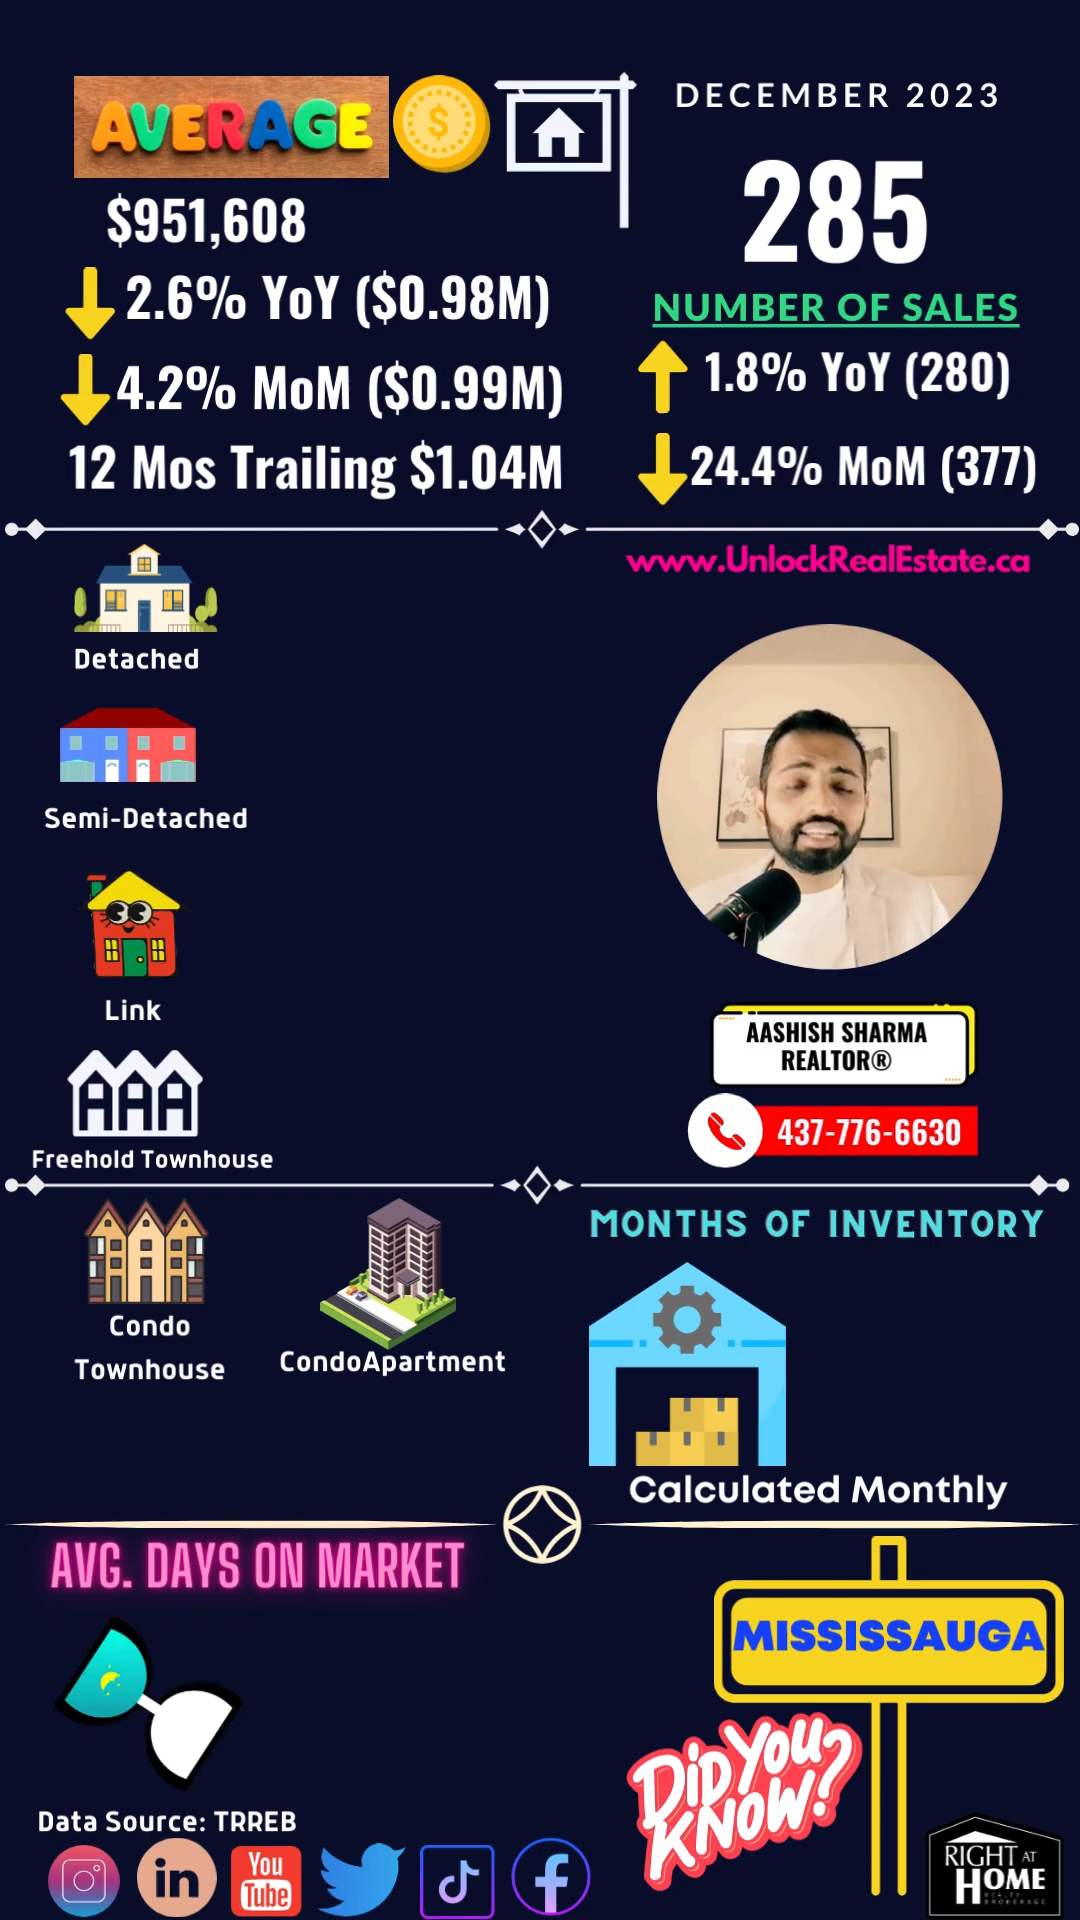 AVERAGE
$
DECEMBER 2023
$951,608
285
2.6% YoY ($0.98M)
NUMBER OF SALES
1.8% YoY (280)
4.2% MoM ($0.99M)
12 Mos Trailing $1.04M
24.4% MoM (377)
www.UnlockRealEstate.ca
Detached
Semi-Detached
Link
AASHISH SHARMA
REALTOR®
437-776-6630
Freehold Townhouse
MONTHS OF INVENTORY
Condo
Townhouse
CondoApartment
Calculated Monthly
AVG. DAYS ON MARKET
MISSISSAUGA
DiD YOU
KNOW?
Data Source: TRREB
in
You
Tube
RIGHT AT
HOME
REALTY
BROKERAGE